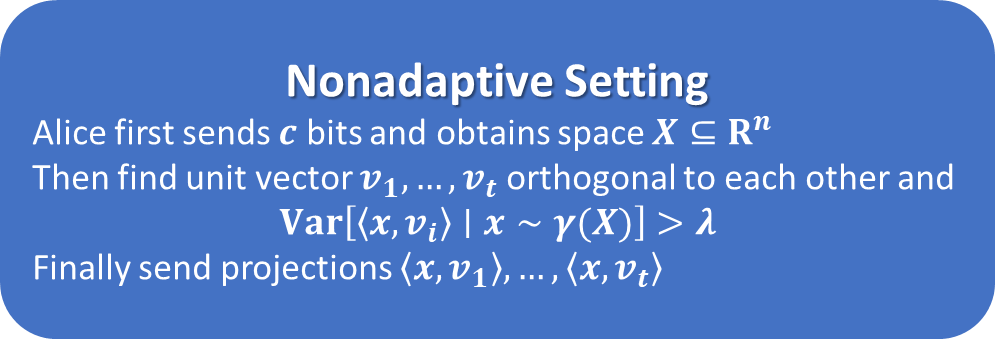 Nonadaptive Setting
Alice first sends c bits and obtains space X ⊆ Rⁿ
Then find unit vector v₁, … , vₜ orthogonal to each other and
Var[⟨x, vᵢ⟩ | x ~ γ(X)] > λ
Finally send projections ⟨x, v₁⟩, … , ⟨x, vₜ⟩